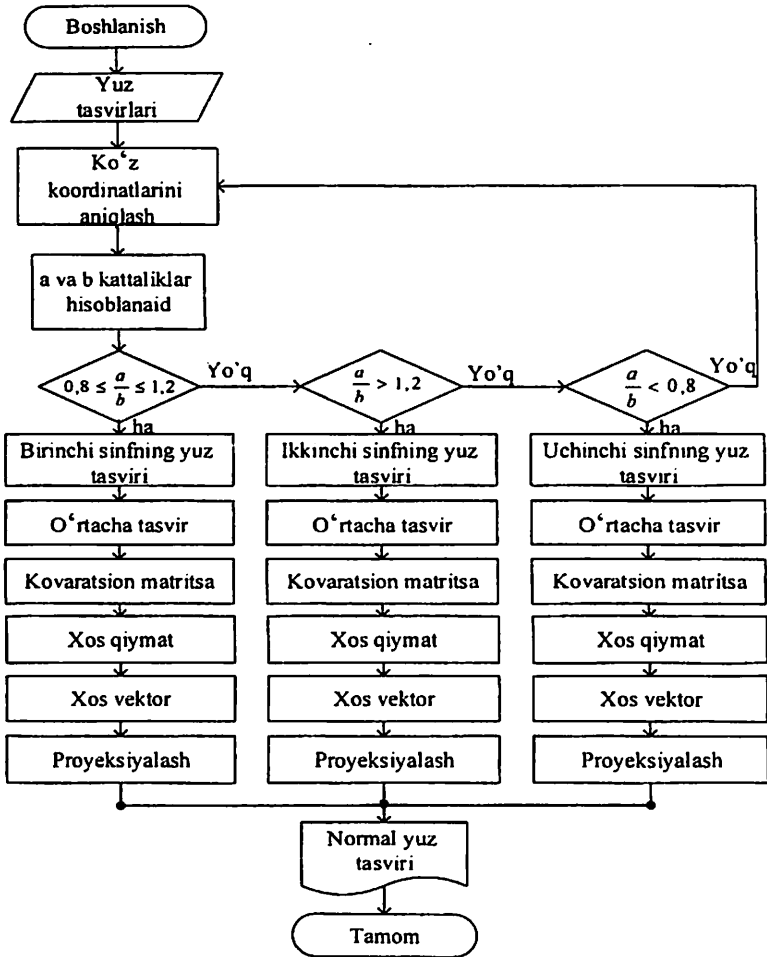 Boshlanish
Yuz
tasvirlari
Ko‘z
koordinatlarini
aniqlash
a va b kattaliklar
hisoblanaid
0,8 ≤ a/b ≤ 1,2
Yo'q
a/b > 1,2
Yo'q
a/b < 0,8
Yo'q
ha
ha
ha
Birinchi sinfning yuz
tasviri
Ikkinchi sinfning yuz
tasviri
Uchinchi sinfning yuz
tasviri
O‘rtacha tasvir
O‘rtacha tasvir
O‘rtacha tasvir
Kovaratsion matritsa
Kovaratsion matritsa
Kovaratsion matritsa
Xos qiymat
Xos qiymat
Xos qiymat
Xos vektor
Xos vektor
Xos vektor
Proyeksiyalash
Proyeksiyalash
Proyeksiyalash
Normal yuz
tasviri
Tamom